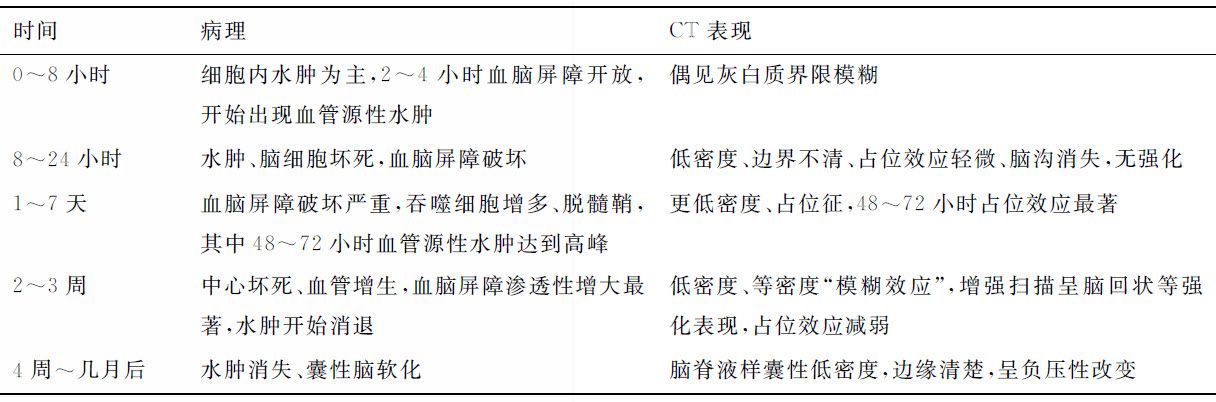 时间 病理 CT 表现
0～8 小时 细胞内水肿为主,2～4 小时血脑屏障开放, 偶见灰白质界限模糊
开始出现血管源性水肿
8～24 小时 水肿、脑细胞坏死,血脑屏障破坏 低密度、边界不清、占位效应轻微、脑沟消失,无强化
1～7 天 血脑屏障破坏严重,吞噬细胞增多、脱髓鞘, 更低密度、占位征,48～72 小时占位效应最著
其中 48～72 小时血管源性水肿达到高峰
2～3 周 中心坏死、血管增生,血脑屏障渗透性增大最 低密度、等密度“模糊效应”,增强扫描呈脑回状等强
著,水肿开始消退 化表现,占位效应减弱
4 周～几月后 水肿消失、囊性脑软化 脑脊液样囊性低密度,边缘清楚,呈负压性改变